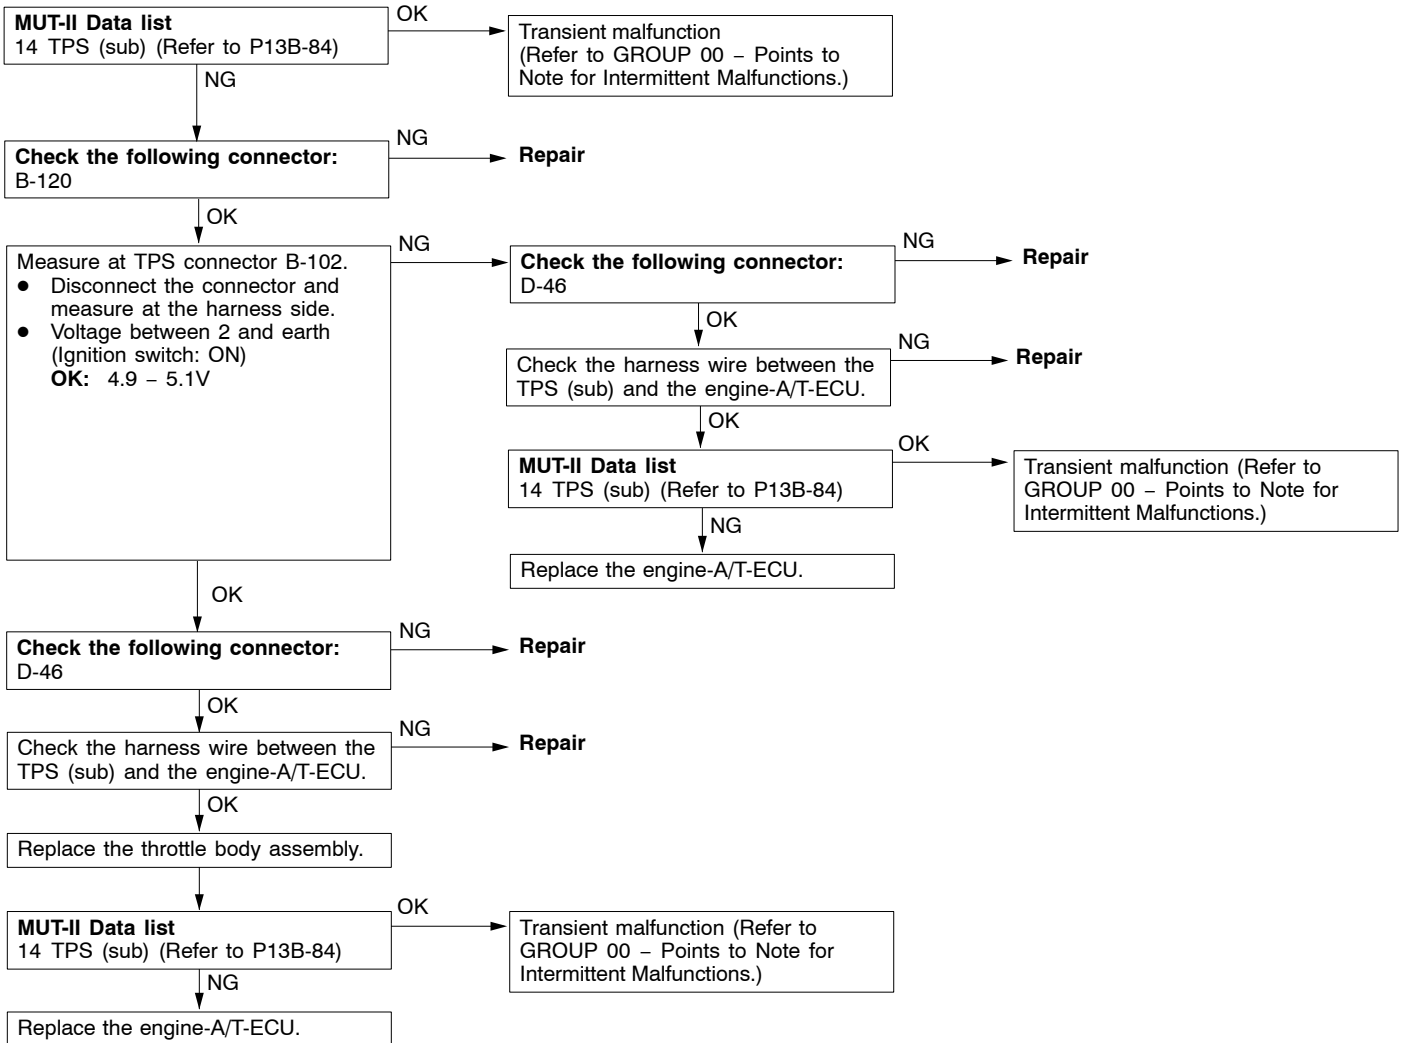 MUT-II Data list
14 TPS (sub) (Refer to P13B-84)
OK
Transient malfunction
(Refer to GROUP 00 – Points to
Note for Intermittent Malfunctions.)
NG
Check the following connector:
B-120
NG
Repair
OK
Measure at TPS connector B-102.
● Disconnect the connector and
measure at the harness side.
● Voltage between 2 and earth
(Ignition switch: ON)
OK: 4.9 – 5.1V
NG
Check the following connector:
D-46
NG
Repair
OK
Check the harness wire between the
TPS (sub) and the engine-A/T-ECU.
NG
Repair
OK
MUT-II Data list
14 TPS (sub) (Refer to P13B-84)
OK
Transient malfunction (Refer to
GROUP 00 – Points to Note for
Intermittent Malfunctions.)
NG
Replace the engine-A/T-ECU.
OK
Check the following connector:
D-46
NG
Repair
OK
Check the harness wire between the
TPS (sub) and the engine-A/T-ECU.
NG
Repair
OK
Replace the throttle body assembly.
MUT-II Data list
14 TPS (sub) (Refer to P13B-84)
OK
Transient malfunction (Refer to
GROUP 00 – Points to Note for
Intermittent Malfunctions.)
NG
Replace the engine-A/T-ECU.